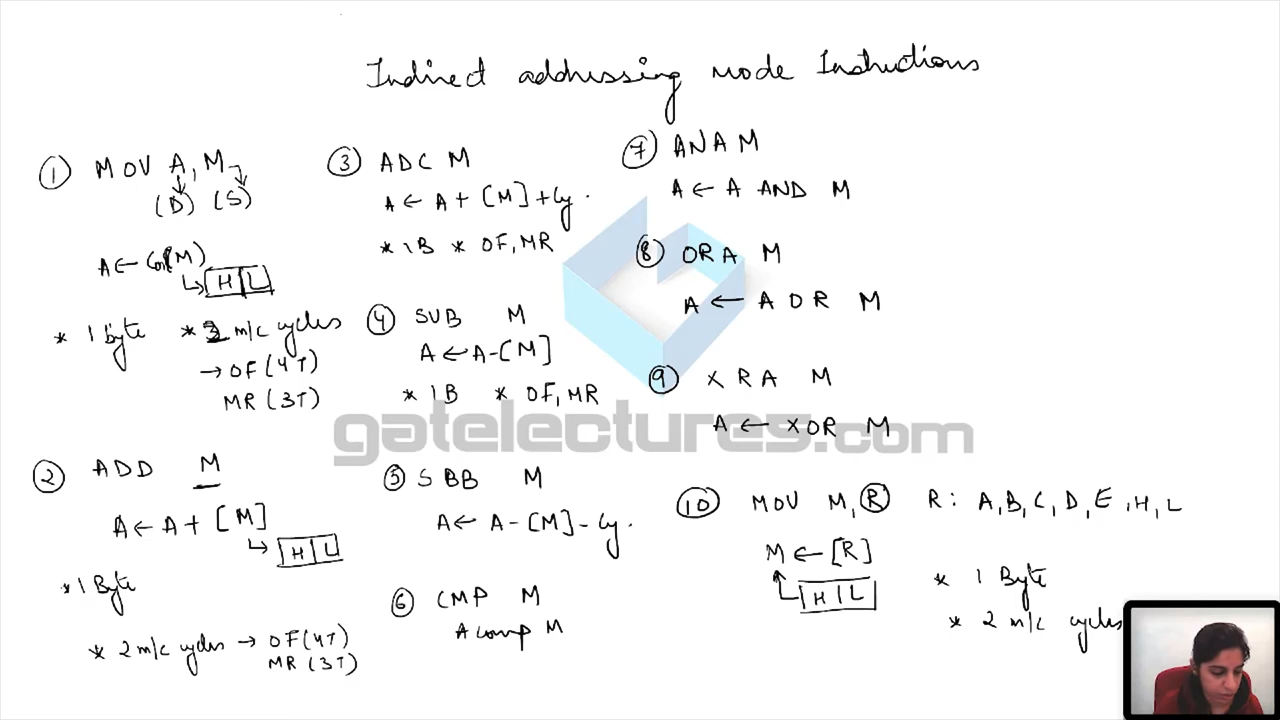 Indirect addressing mode Instructions
① MOV A, M
(D) (S)
A ← Con(M)
H L
* 1 byte * 2 m/c cycles
→ OF (4T)
MR (3T)
② ADD M
A ← A + [M]
H L
* 1 Byte
* 2 m/c cycles → OF (4T)
MR (3T)
③ ADC M
A ← A + [M] + Cy.
* 1B * OF, MR
④ SUB M
A ← A - [M]
* 1B * OF, MR
⑤ SBB M
A ← A - [M] - Cy.
⑥ CMP M
A comp M
⑦ ANA M
A ← A AND M
⑧ ORA M
A ← A OR M
⑨ XRA M
A ← XOR M
⑩ MOV M, R R: A, B, C, D, E, H, L
M ← [R]
H L
* 1 Byte
* 2 m/c cycles
gatelectures.com